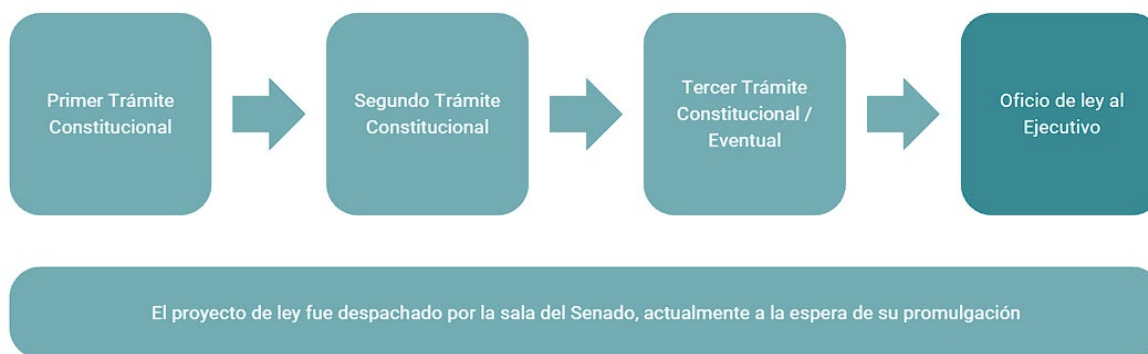 Primer Trámite
Constitucional
Segundo Trámite
Constitucional
Tercer Trámite
Constitucional /
Eventual
Oficio de ley al
Ejecutivo
El proyecto de ley fue despachado por la sala del Senado, actualmente a la espera de su promulgación